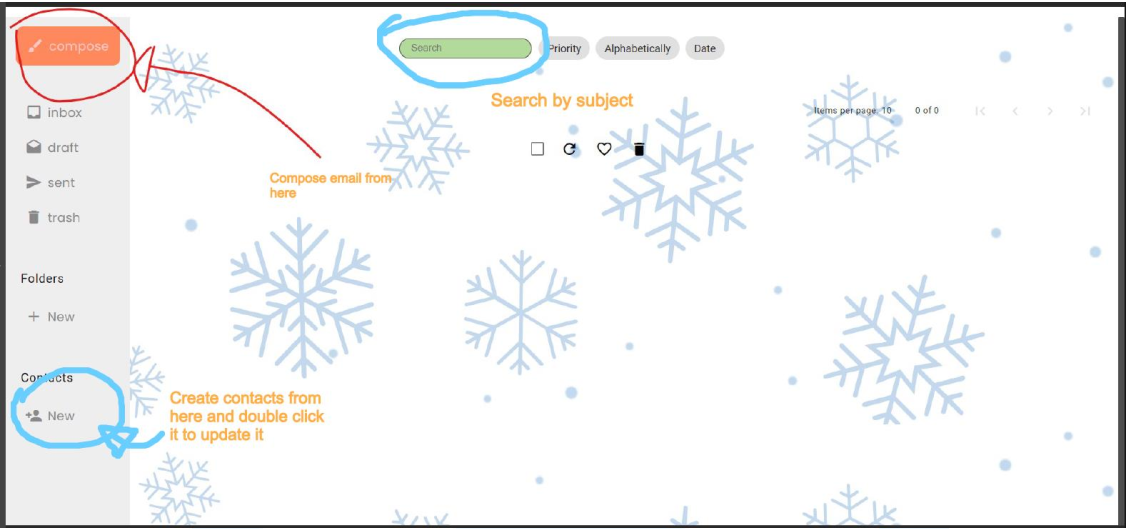 compose
Search
Priority
Alphabetically
Date
Search by subject
Items per page: 10
0 of 0
inbox
draft
sent
trash
Compose email from
here
Folders
+ New
Contacts
New
Create contacts from
here and double click
it to update it